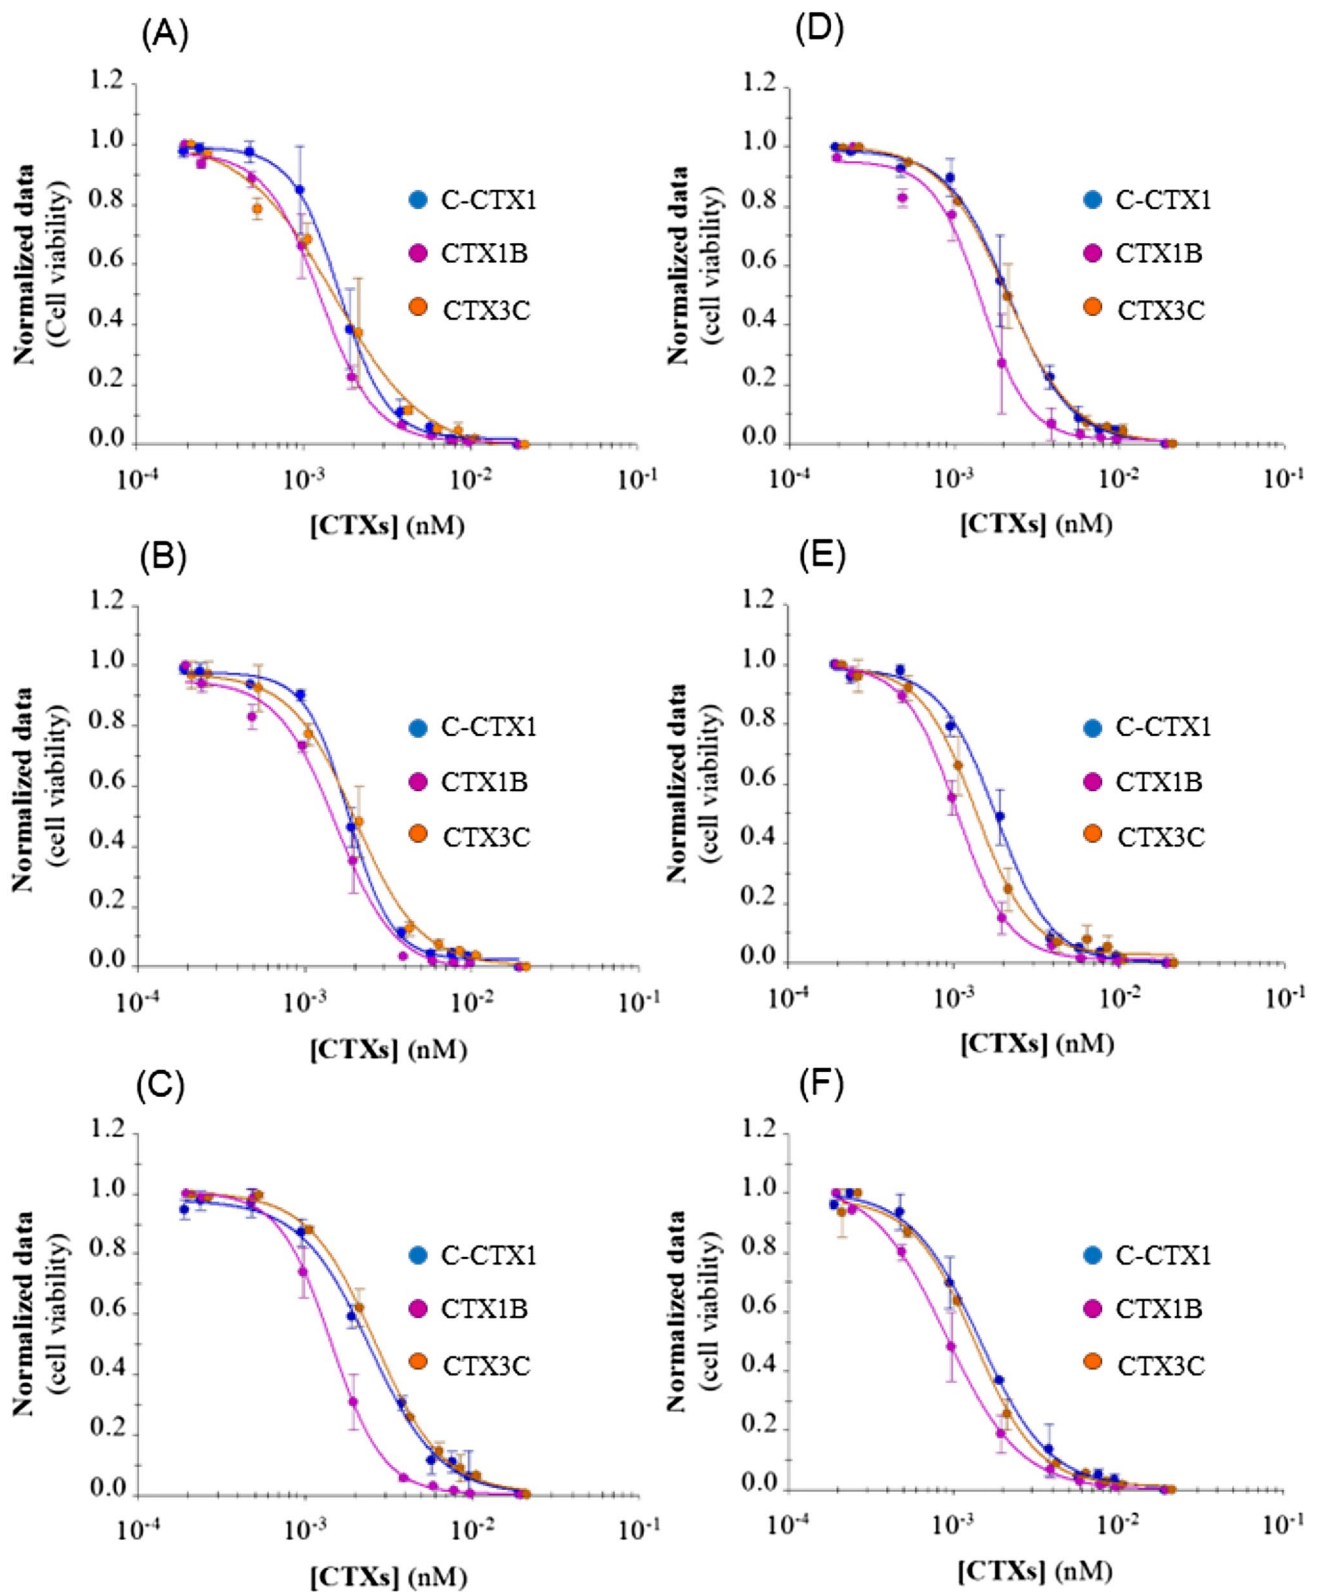 (A)
Normalized data
(Cell viability)
1.2
1.0
0.8
0.6
0.4
0.2
0.0
C-CTX1
CTX1B
CTX3C
10-4
10-3
10-2
10-1
[CTXs] (nM)
(D)
Normalized data
(cell viability)
1.2
1.0
0.8
0.6
0.4
0.2
0.0
C-CTX1
CTX1B
CTX3C
10-4
10-3
10-2
10-1
[CTXs] (nM)
(B)
Normalized data
(cell viability)
1.2
1.0
0.8
0.6
0.4
0.2
0.0
C-CTX1
CTX1B
CTX3C
10-4
10-3
10-2
10-1
[CTXs] (nM)
(E)
Normalized data
(cell viability)
1.2
1.0
0.8
0.6
0.4
0.2
0.0
C-CTX1
CTX1B
CTX3C
10-4
10-3
10-2
10-1
[CTXs] (nM)
(C)
Normalized data
(cell viability)
1.2
1.0
0.8
0.6
0.4
0.2
0.0
C-CTX1
CTX1B
CTX3C
10-4
10-3
10-2
10-1
[CTXs] (nM)
(F)
Normalized data
(cell viability)
1.2
1.0
0.8
0.6
0.4
0.2
0.0
C-CTX1
CTX1B
CTX3C
10-4
10-3
10-2
10-1
[CTXs] (nM)